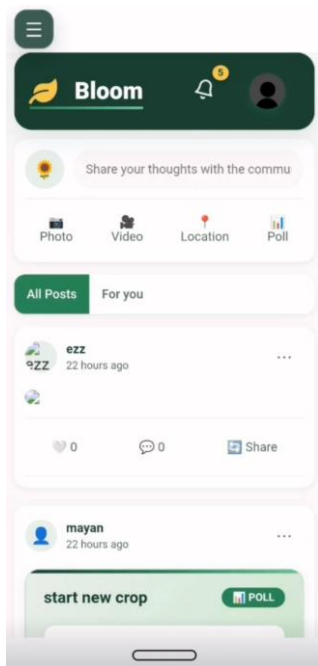 5
Bloom
Share your thoughts with the commu
Photo
Video
Location
Poll
All Posts
For you
ezz
ezz
22 hours ago
...
0
0
Share
mayan
22 hours ago
...
start new crop
POLL